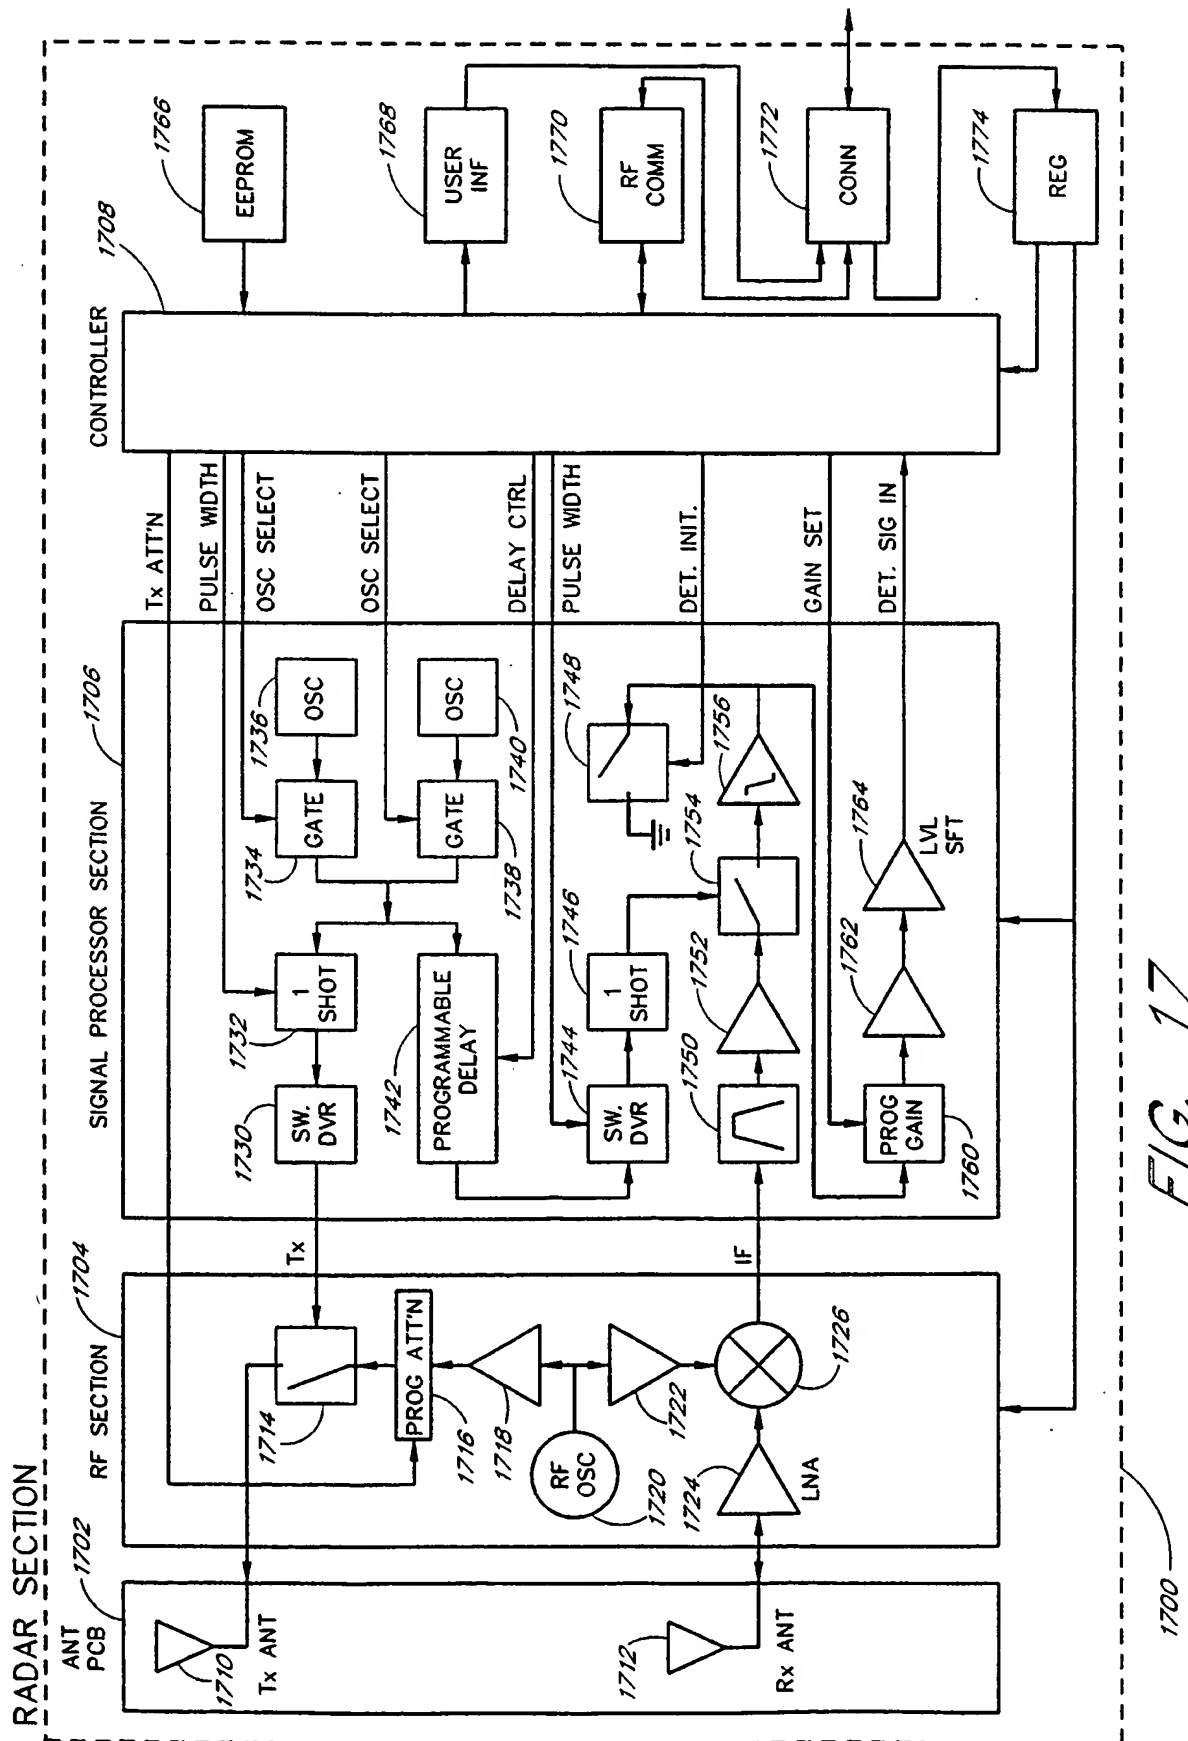 RADAR SECTION
ANT
PCB
1702
RF SECTION
1704
SIGNAL PROCESSOR SECTION
1706
CONTROLLER
1708
1710
Tx ANT
1712
Rx ANT
1714
Tx
PROG ATT'N
1716
1718
RF
OSC
1720
1722
1724
LNA
1726
IF
Tx ATT'N
PULSE WIDTH
OSC SELECT
OSC SELECT
DELAY CTRL
PULSE WIDTH
DET. INIT.
GAIN SET
DET. SIG IN
SW.
DVR
1730
1
SHOT
1732
GATE
1734
OSC
1736
GATE
1738
OSC
1740
PROGRAMMABLE
DELAY
1742
SW.
DVR
1744
1
SHOT
1746
1748
1750
1752
1754
1756
PROG
GAIN
1760
1762
1764
LVL
SFT
EEPROM
1766
USER
INF
1768
RF
COMM
1770
CONN
1772
REG
1774
1700
FIG. 17